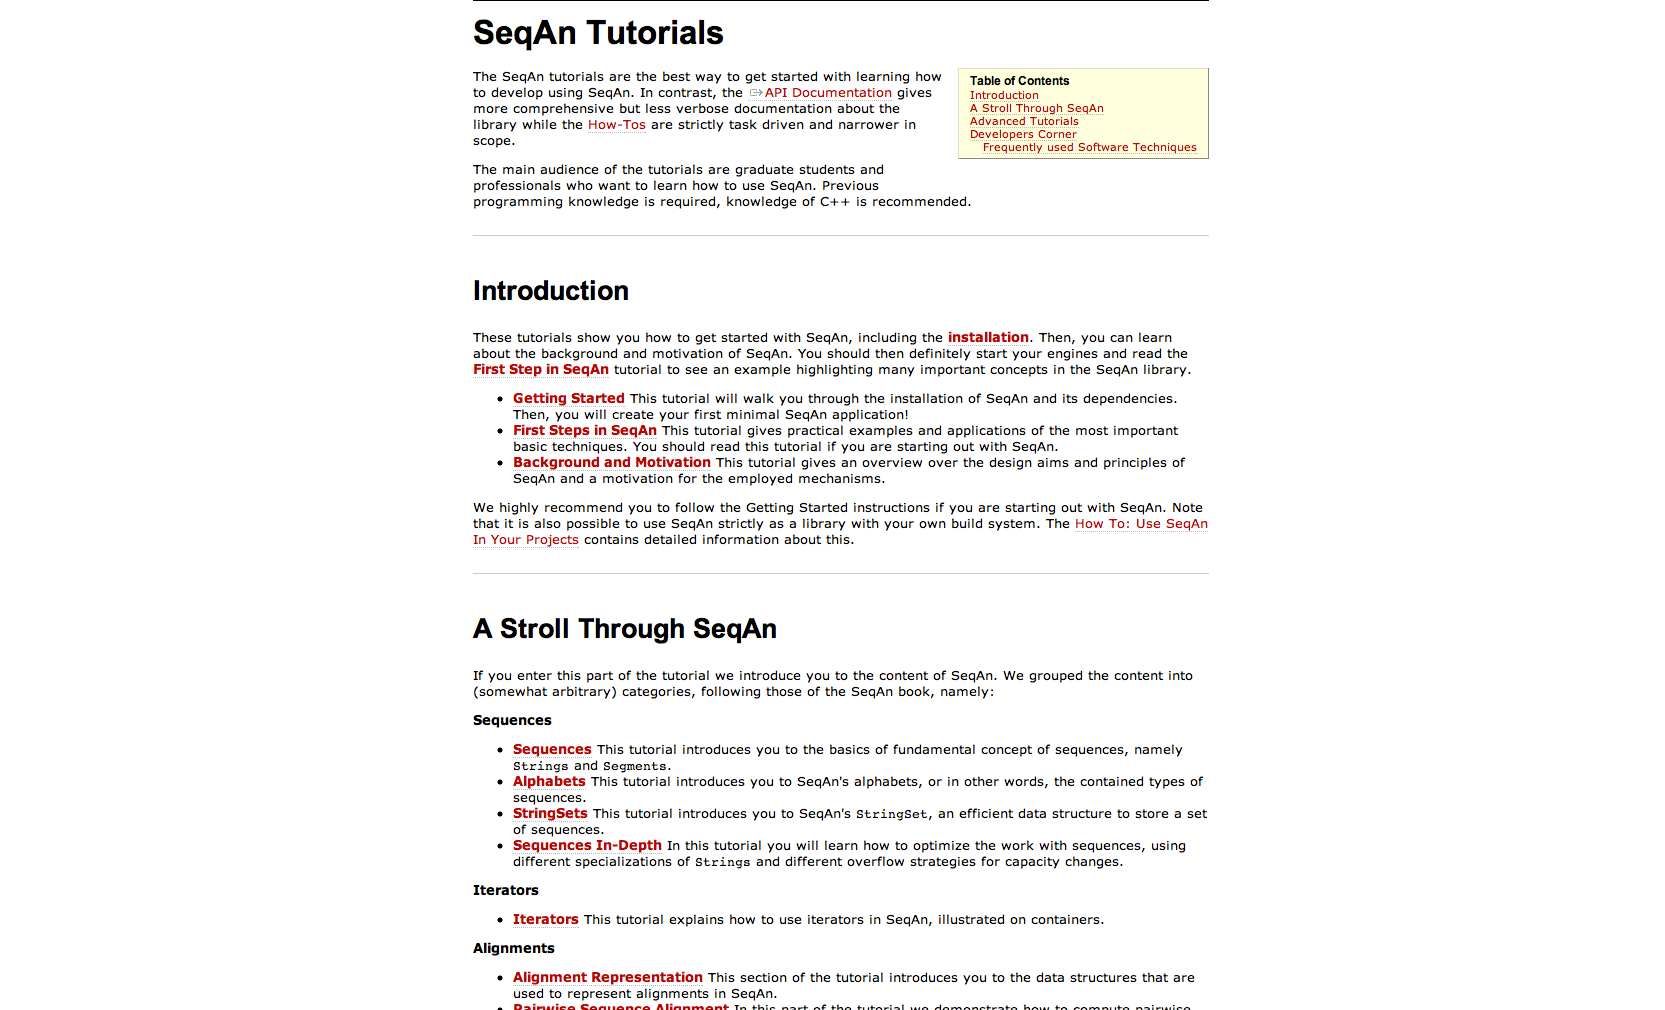 SeqAn Tutorials
The SeqAn tutorials are the best way to get started with learning how
to develop using SeqAn. In contrast, the API Documentation gives
more comprehensive but less verbose documentation about the
library while the How-Tos are strictly task driven and narrower in
scope.
Table of Contents
Introduction
A Stroll Through SeqAn
Advanced Tutorials
Developers Corner
Frequently used Software Techniques
The main audience of the tutorials are graduate students and
professionals who want to learn how to use SeqAn. Previous
programming knowledge is required, knowledge of C++ is recommended.
Introduction
These tutorials show you how to get started with SeqAn, including the installation. Then, you can learn
about the background and motivation of SeqAn. You should then definitely start your engines and read the
First Step in SeqAn tutorial to see an example highlighting many important concepts in the SeqAn library.
• Getting Started This tutorial will walk you through the installation of SeqAn and its dependencies.
Then, you will create your first minimal SeqAn application!
• First Steps in SeqAn This tutorial gives practical examples and applications of the most important
basic techniques. You should read this tutorial if you are starting out with SeqAn.
• Background and Motivation This tutorial gives an overview over the design aims and principles of
SeqAn and a motivation for the employed mechanisms.
We highly recommend you to follow the Getting Started instructions if you are starting out with SeqAn. Note
that it is also possible to use SeqAn strictly as a library with your own build system. The How To: Use SeqAn
In Your Projects contains detailed information about this.
A Stroll Through SeqAn
If you enter this part of the tutorial we introduce you to the content of SeqAn. We grouped the content into
(somewhat arbitrary) categories, following those of the SeqAn book, namely:
Sequences
• Sequences This tutorial introduces you to the basics of fundamental concept of sequences, namely
Strings and Segments.
• Alphabets This tutorial introduces you to SeqAn's alphabets, or in other words, the contained types of
sequences.
• StringSets This tutorial introduces you to SeqAn's StringSet, an efficient data structure to store a set
of sequences.
• Sequences In-Depth In this tutorial you will learn how to optimize the work with sequences, using
different specializations of Strings and different overflow strategies for capacity changes.
Iterators
• Iterators This tutorial explains how to use iterators in SeqAn, illustrated on containers.
Alignments
• Alignment Representation This section of the tutorial introduces you to the data structures that are
used to represent alignments in SeqAn.
• Pairwise Sequence Alignment In this part of the tutorial we demonstrate how to compute pairwise